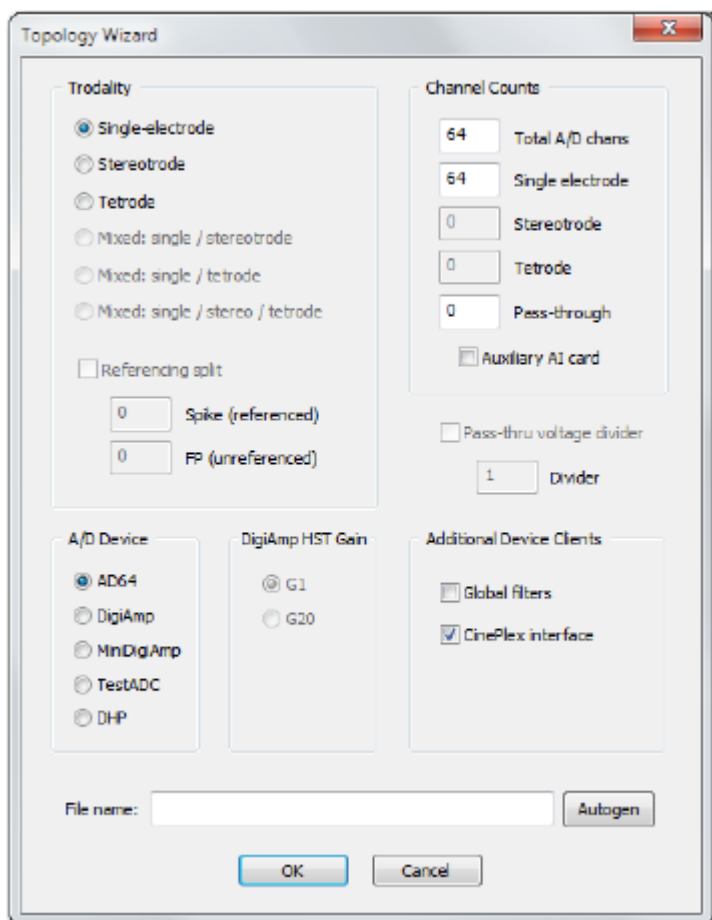 Topology Wizard
Trodality
Single-electrode
Stereotrode
Tetrode
Mixed: single / stereotrode
Mixed: single / tetrode
Mixed: single / stereo / tetrode
Referencing split
0 Spike (referenced)
0 FP (unreferenced)
Channel Counts
64 Total A/D chans
64 Single electrode
0 Stereotrode
0 Tetrode
0 Pass-through
Auxiliary AI card
Pass-thru voltage divider
1 Divider
A/D Device
AD64
DigiAmp
MiniDigiAmp
TestADC
DHP
DigiAmp HST Gain
G1
G20
Additional Device Clients
Global filters
CinePlex interface
File name: Autogen
OK Cancel